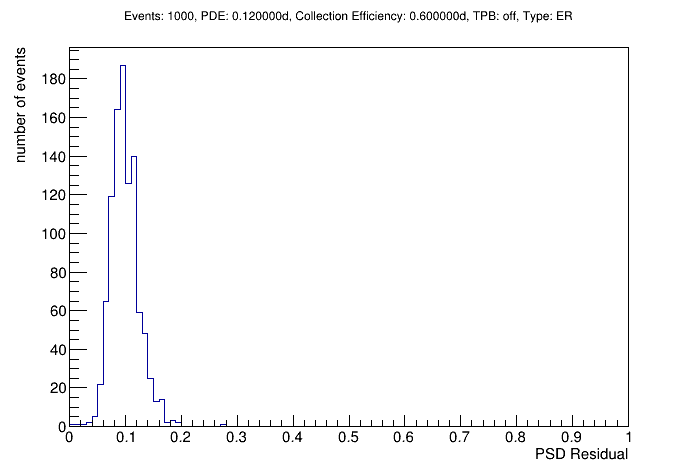 Events: 1000, PDE: 0.120000d, Collection Efficiency: 0.600000d, TPB: off, Type: ER
number of events
180
160
140
120
100
80
60
40
20
0
0 0.1 0.2 0.3 0.4 0.5 0.6 0.7 0.8 0.9 1
PSD Residual